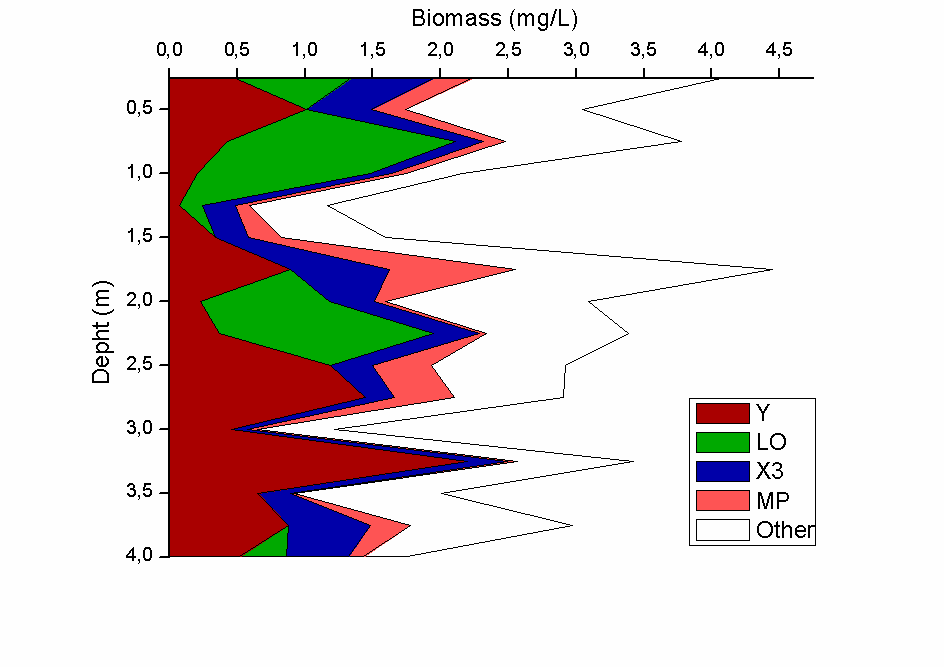 Biomass (mg/L)
0,0 0,5 1,0 1,5 2,0 2,5 3,0 3,5 4,0 4,5
Depht (m)
0,5
1,0
1,5
2,0
2,5
3,0
3,5
4,0
Y
LO
X3
MP
Other